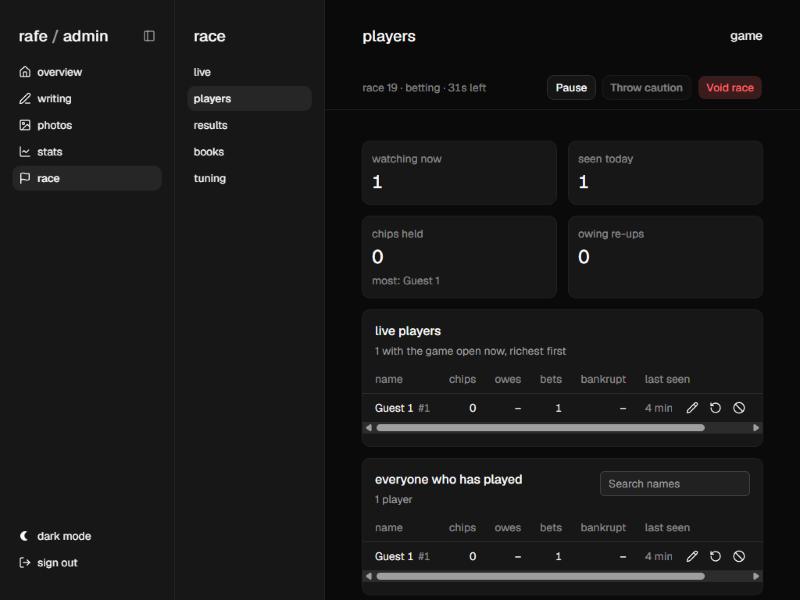 rafe / admin
overview
writing
photos
stats
race
dark mode
sign out
race
live
players
results
books
tuning
players
game
race 19 · betting · 31s left
Pause
Throw caution
Void race
watching now
1
seen today
1
chips held
0
most: Guest 1
owing re-ups
0
live players
1 with the game open now, richest first
name chips owes bets bankrupt last seen
Guest 1 #1 0 – 1 – 4 min
everyone who has played
Search names
1 player
name chips owes bets bankrupt last seen
Guest 1 #1 0 – 1 – 4 min